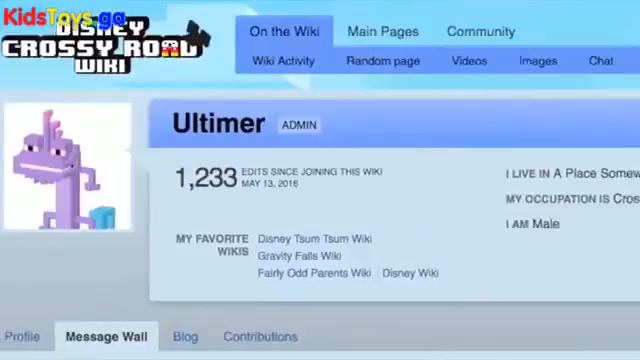 KidsToys.ga
DISNEY
CROSSY ROAD
WIKI
On the Wiki Main Pages Community
Wiki Activity Random page Videos Images Chat
Ultimer ADMIN
1,233 EDITS SINCE JOINING THIS WIKI
MAY 13, 2016
I LIVE IN A Place Somew
MY OCCUPATION IS Cros
I AM Male
MY FAVORITE WIKIS
Disney Tsum Tsum Wiki
Gravity Falls Wiki
Fairly Odd Parents Wiki Disney Wiki
Profile Message Wall Blog Contributions